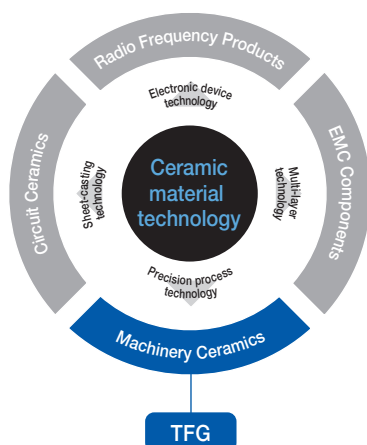 Radio Frequency Products
Electronic device
technology
Circuit Ceramics
Sheet-casting
technology
Ceramic
material
technology
Multi-layer
technology
EMC Components
Precision process
technology
Machinery Ceramics
TFG